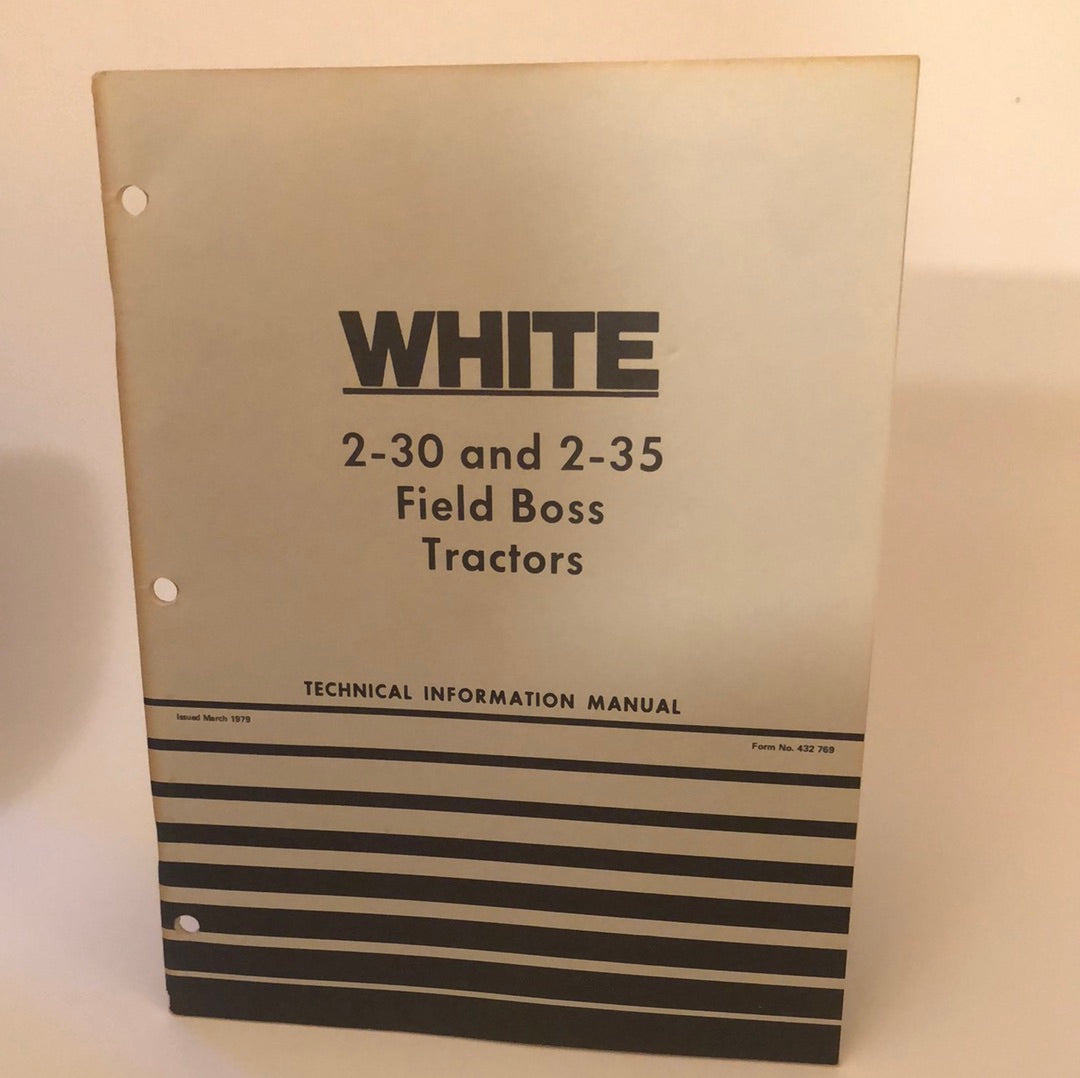 WHITE
2-30 and 2-35
Field Boss
Tractors
TECHNICAL INFORMATION MANUAL
Issued March 1979
Form No. 432 769